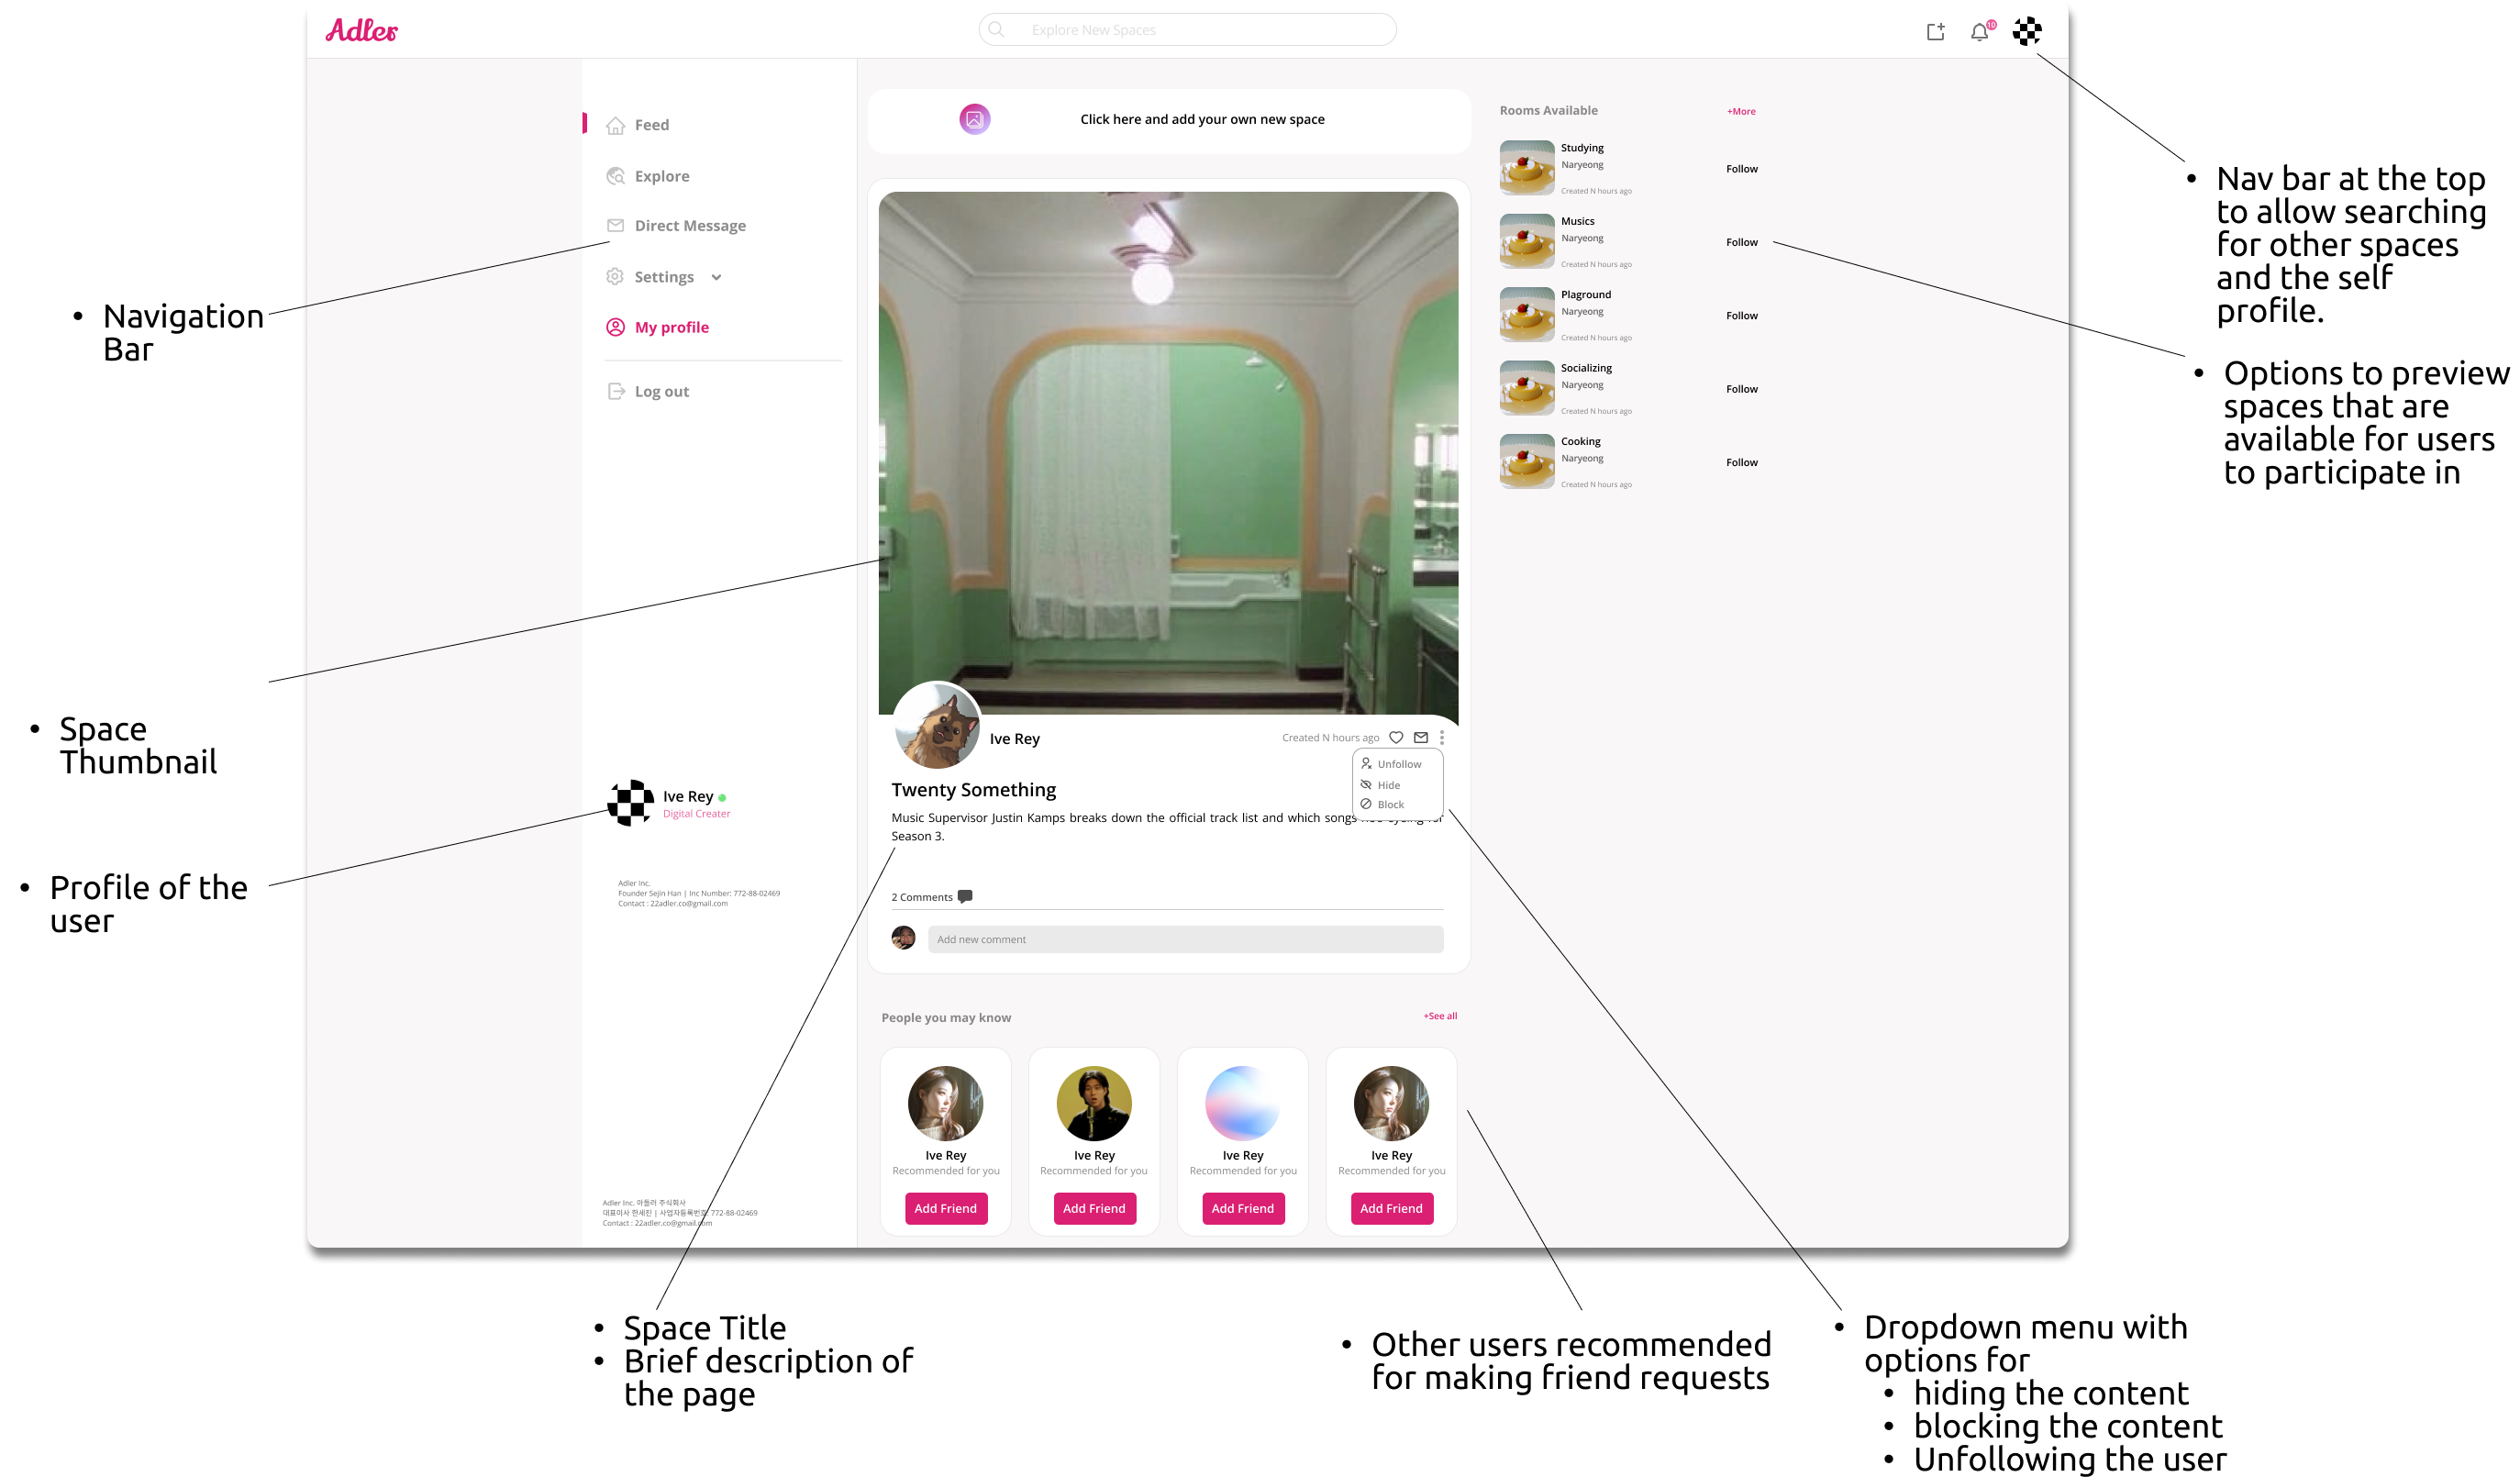 Adler
Explore New Spaces
10
Feed
Explore
Direct Message
Settings
My profile
Log out
Click here and add your own new space
Rooms Available
+More
Studying
Naryeong
Created N hours ago
Follow
Musics
Naryeong
Created N hours ago
Follow
Plaground
Naryeong
Created N hours ago
Follow
Socializing
Naryeong
Created N hours ago
Follow
Cooking
Naryeong
Created N hours ago
Follow
Ive Rey
Created N hours ago
Unfollow
Hide
Block
Twenty Something
Music Supervisor Justin Kamps breaks down the official track list and which songs for
Season 3.
2 Comments
Add new comment
Ive Rey
Digital Creater
Adler Inc.
Founder Sejin Han | Inc Number: 772-88-02469
Contact : 22adler.co@gmail.com
People you may know
+See all
Ive Rey
Recommended for you
Add Friend
Ive Rey
Recommended for you
Add Friend
Ive Rey
Recommended for you
Add Friend
Ive Rey
Recommended for you
Add Friend
Adler Inc. 아들러 주식회사
대표이사 한세진 | 사업자등록번호: 772-88-02469
Contact : 22adler.co@gmail.com
• Navigation
Bar
• Space
Thumbnail
• Profile of the
user
• Nav bar at the top
to allow searching
for other spaces
and the self
profile.
• Options to preview
spaces that are
available for users
to participate in
• Space Title
• Brief description of
the page
• Other users recommended
for making friend requests
• Dropdown menu with
options for
• hiding the content
• blocking the content
• Unfollowing the user